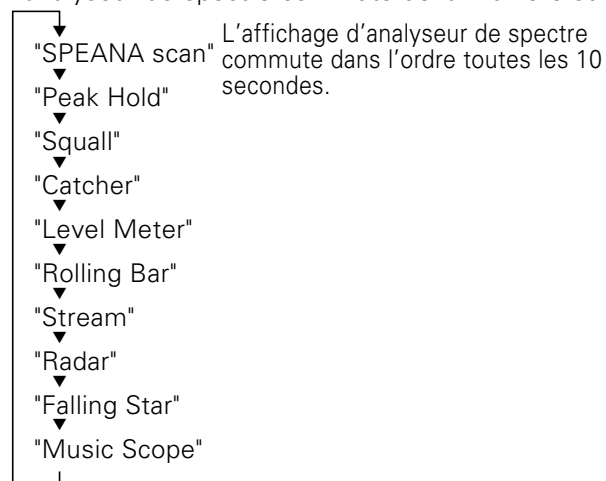 "SPEANA scan"
L'affichage d'analyseur de spectre
commute dans l'ordre toutes les 10
secondes.
"Peak Hold"
"Squall"
"Catcher"
"Level Meter"
"Rolling Bar"
"Stream"
"Radar"
"Falling Star"
"Music Scope"